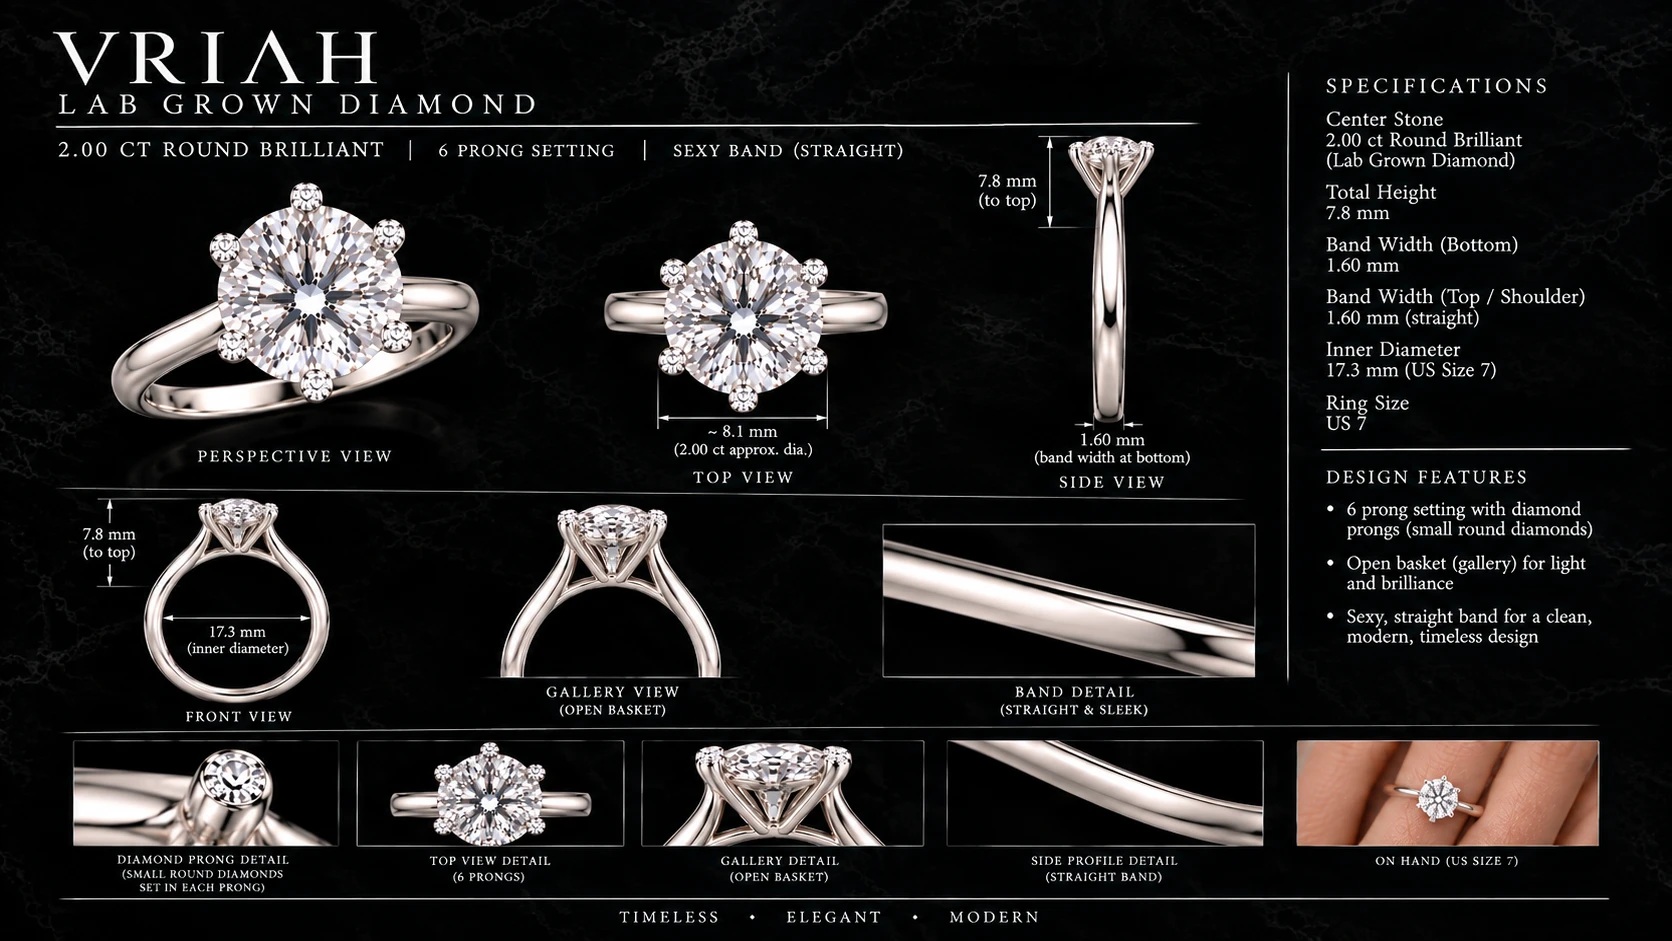 VRIAH
LAB GROWN DIAMOND
2.00 CT ROUND BRILLIANT | 6 PRONG SETTING | SEXY BAND (STRAIGHT)
PERSPECTIVE VIEW
~ 8.1 mm
(2.00 ct approx. dia.)
TOP VIEW
7.8 mm
(to top)
1.60 mm
(band width at bottom)
SIDE VIEW
7.8 mm
(to top)
17.3 mm
(inner diameter)
FRONT VIEW
GALLERY VIEW
(OPEN BASKET)
BAND DETAIL
(STRAIGHT & SLEEK)
SPECIFICATIONS
Center Stone
2.00 ct Round Brilliant
(Lab Grown Diamond)
Total Height
7.8 mm
Band Width (Bottom)
1.60 mm
Band Width (Top / Shoulder)
1.60 mm (straight)
Inner Diameter
17.3 mm (US Size 7)
Ring Size
US 7
DESIGN FEATURES
• 6 prong setting with diamond
prongs (small round diamonds)
• Open basket (gallery) for light
and brilliance
• Sexy, straight band for a clean,
modern, timeless design
DIAMOND PRONG DETAIL
(SMALL ROUND DIAMONDS
SET IN EACH PRONG)
TOP VIEW DETAIL
(6 PRONGS)
GALLERY DETAIL
(OPEN BASKET)
SIDE PROFILE DETAIL
(STRAIGHT BAND)
ON HAND (US SIZE 7)
TIMELESS • ELEGANT • MODERN